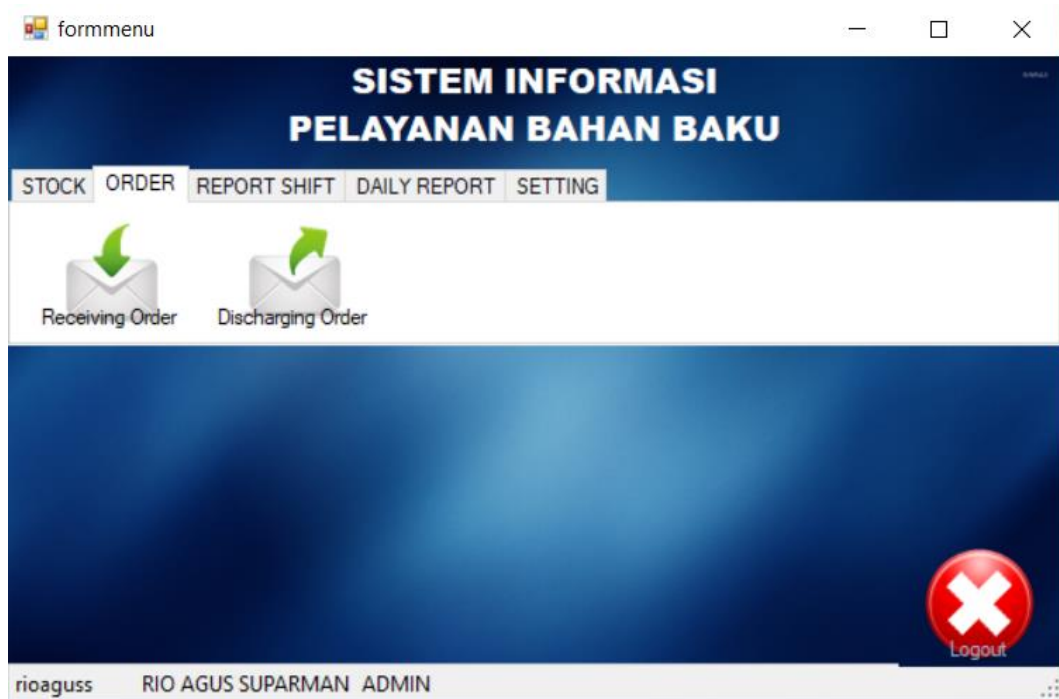 formmenu
SISTEM INFORMASI
PELAYANAN BAHAN BAKU
STOCK ORDER REPORT SHIFT DAILY REPORT SETTING
Receiving Order Discharging Order
Logout
rioaguss RIO AGUS SUPARMAN ADMIN